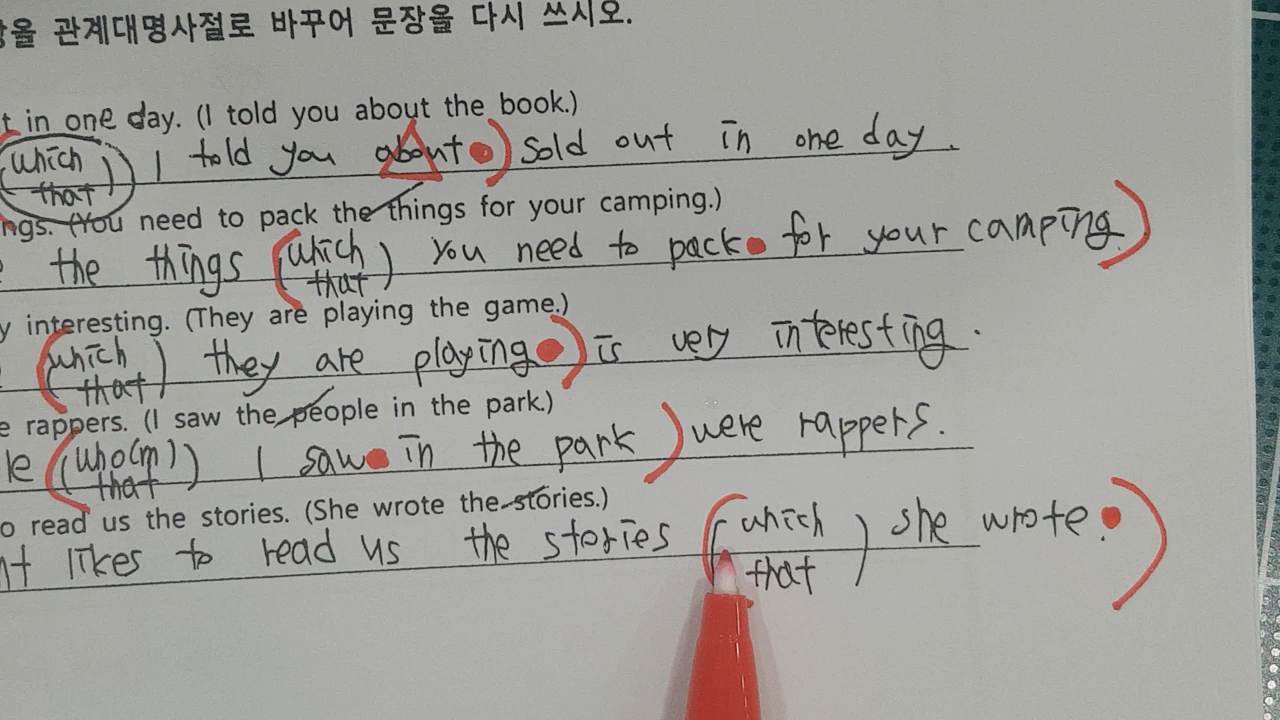 을 관계대명사절로 바꾸어 문장을 다시 쓰시오.
t in one day. (I told you about the book.)
(which that) I told you about) sold out in one day.
ngs. (You need to pack the things for your camping.)
the things (which that) you need to pack for your camping.)
y interesting. (They are playing the game.)
(which that) they are playing) is very interesting.
e rappers. (I saw the people in the park.)
le (who(m) that) I saw in the park) were rappers.
o read us the stories. (She wrote the stories.)
nt likes to read us the stories (which that) she wrote.)